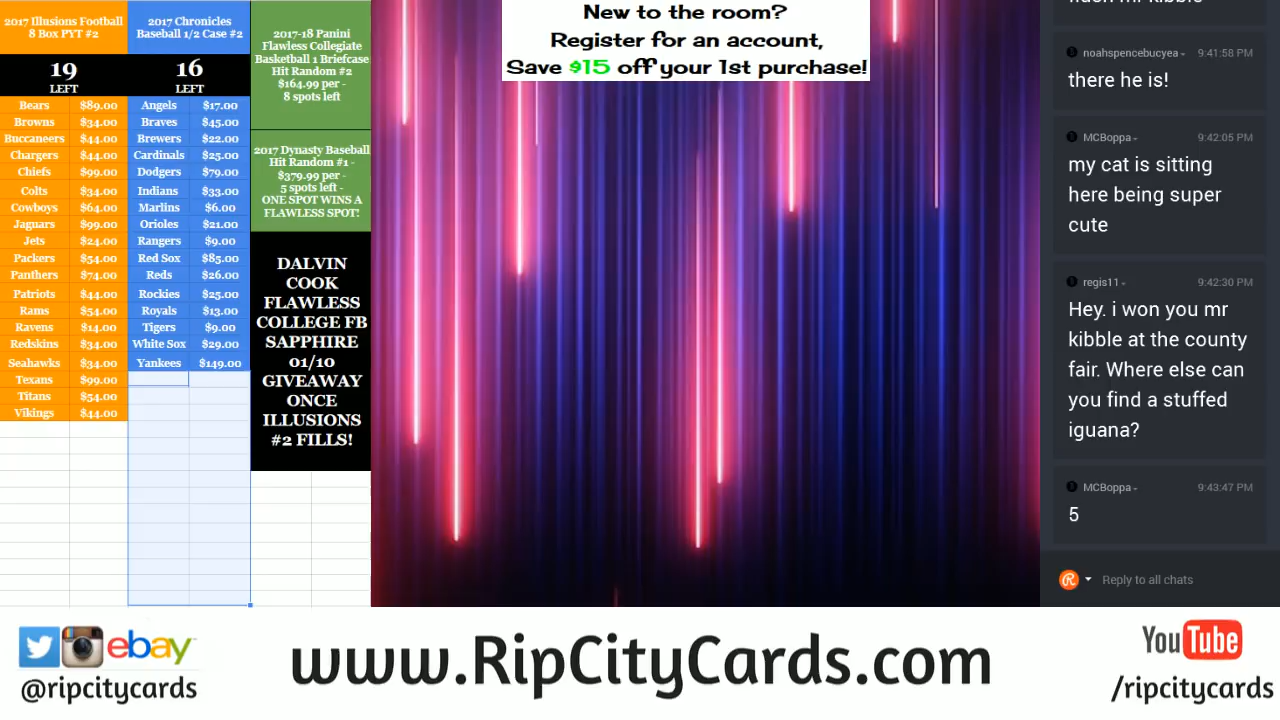 2017 Illusions Football
8 Box PYT #2
19
LEFT
Bears $89.00
Browns $34.00
Buccaneers $44.00
Chargers $44.00
Chiefs $99.00
Colts $34.00
Cowboys $64.00
Jaguars $99.00
Jets $24.00
Packers $54.00
Panthers $74.00
Patriots $44.00
Rams $54.00
Ravens $14.00
Redskins $34.00
Seahawks $34.00
Texans $99.00
Titans $54.00
Vikings $44.00
2017 Chronicles
Baseball 1/2 Case #2
16
LEFT
Angels $17.00
Braves $45.00
Brewers $22.00
Cardinals $25.00
Dodgers $79.00
Indians $33.00
Marlins $6.00
Orioles $21.00
Rangers $9.00
Red Sox $85.00
Reds $26.00
Rockies $25.00
Royals $13.00
Tigers $9.00
White Sox $29.00
Yankees $149.00
2017-18 Panini
Flawless Collegiate
Basketball 1 Briefcase
Hit Random #2
$164.99 per -
8 spots left
2017 Dynasty Baseball
Hit Random #1 -
$379.99 per -
5 spots left -
ONE SPOT WINS A
FLAWLESS SPOT!
DALVIN
COOK
FLAWLESS
COLLEGE FB
SAPPHIRE
01/10
GIVEAWAY
ONCE
ILLUSIONS
#2 FILLS!
New to the room?
Register for an account,
Save $15 off your 1st purchase!
noahspencebucyea 9:41:58 PM
there he is!
MCBoppa 9:42:05 PM
my cat is sitting
here being super
cute
regis11 9:42:30 PM
Hey. i won you mr
kibble at the county
fair. Where else can
you find a stuffed
iguana?
MCBoppa 9:43:47 PM
5
Reply to all chats
ebay
@ripcitycards
www.RipCityCards.com
YouTube
/ripcitycards